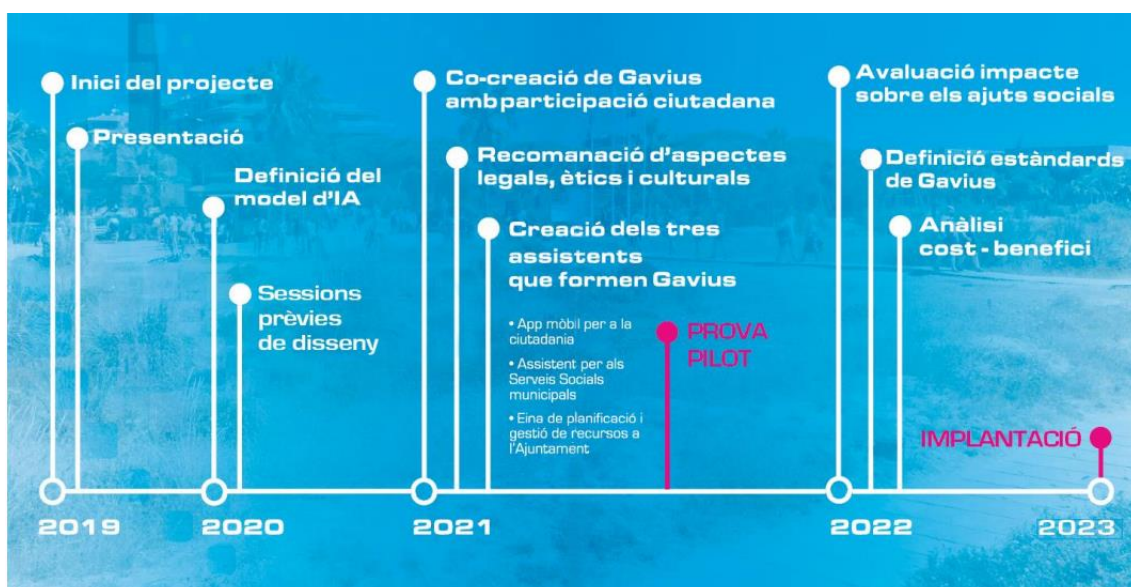 Inici del projecte
Presentació
Definició del
model d'IA
Sessions
prèvies
de disseny
Co-creació de Gavius
amb participació ciutadana
Recomanació d'aspectes
legals, ètics i culturals
Creació dels tres
assistents
que formen Gavius
• App mòbil per a la
ciutadania
• Assistent per als
Serveis Socials
municipals
• Eina de planificació i
gestió de recursos a
l'Ajuntament
PROVA
PILOT
Avaluació impacte
sobre els ajuts socials
Definició estàndards
de Gavius
Anàlisi
cost - benefici
IMPLANTACIÓ
2019
2020
2021
2022
2023